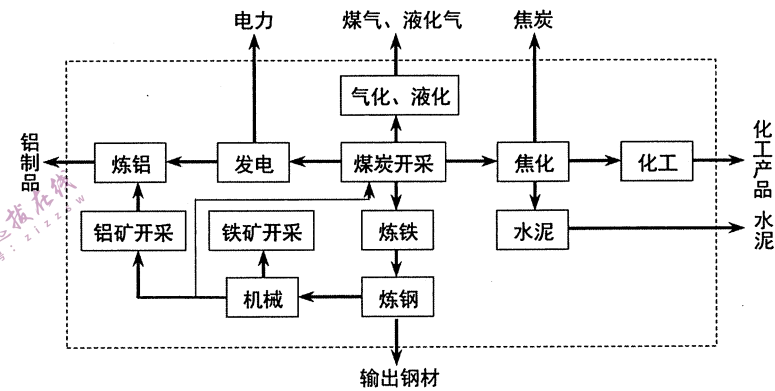 电力
煤气、液化气
焦炭
气化、液化
铝制品
炼铝
发电
煤炭开采
焦化
化工
化工产品
铝矿开采
铁矿开采
炼铁
水泥
水泥
机械
炼钢
输出钢材
zizzsw